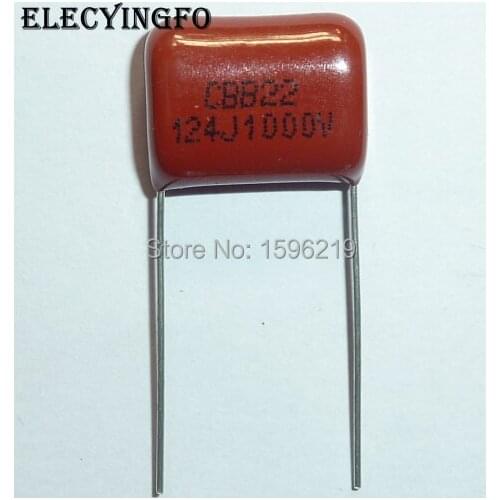 ELECYINGFO
CBB22
124J1000V
Store No: 1596219